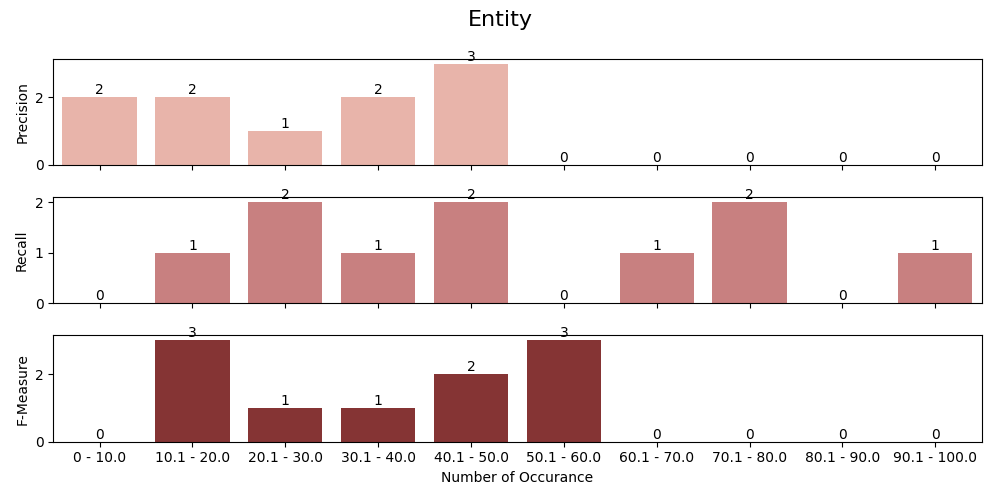 Entity
Precision
2
0
2 2 1 2 3 0 0 0 0 0
Recall
2
1
0
0 1 2 1 2 0 1 2 0 1
F-Measure
2
0
0 3 1 1 2 3 0 0 0 0
0 - 10.0 10.1 - 20.0 20.1 - 30.0 30.1 - 40.0 40.1 - 50.0 50.1 - 60.0 60.1 - 70.0 70.1 - 80.0 80.1 - 90.0 90.1 - 100.0
Number of Occurance